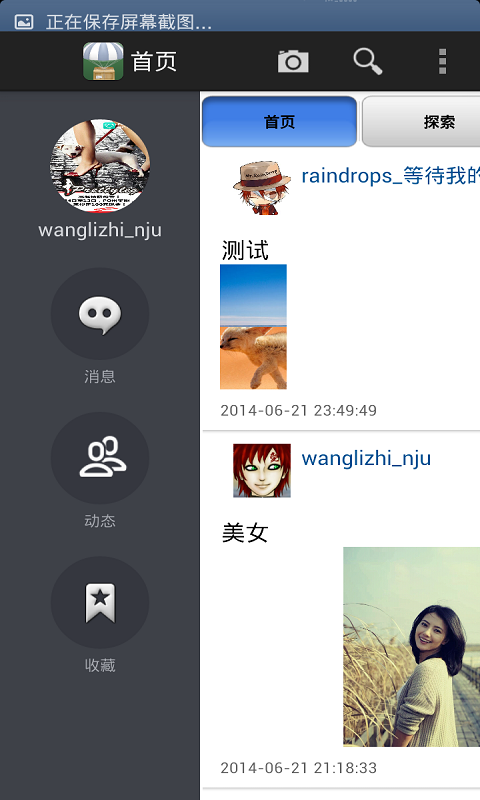 正在保存屏幕截图...
首页
wanglizhi_nju
消息
动态
收藏
首页
探索
raindrops_等待我的
测试
2014-06-21 23:49:49
wanglizhi_nju
美女
2014-06-21 21:18:33